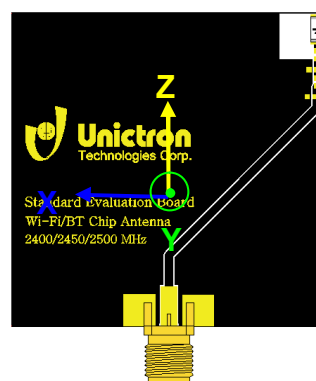 Z
Unictron
Technologies Corp.
X
Standard Evaluation Board
Wi-Fi/BT Chip Antenna
Y
2400/2450/2500 MHz